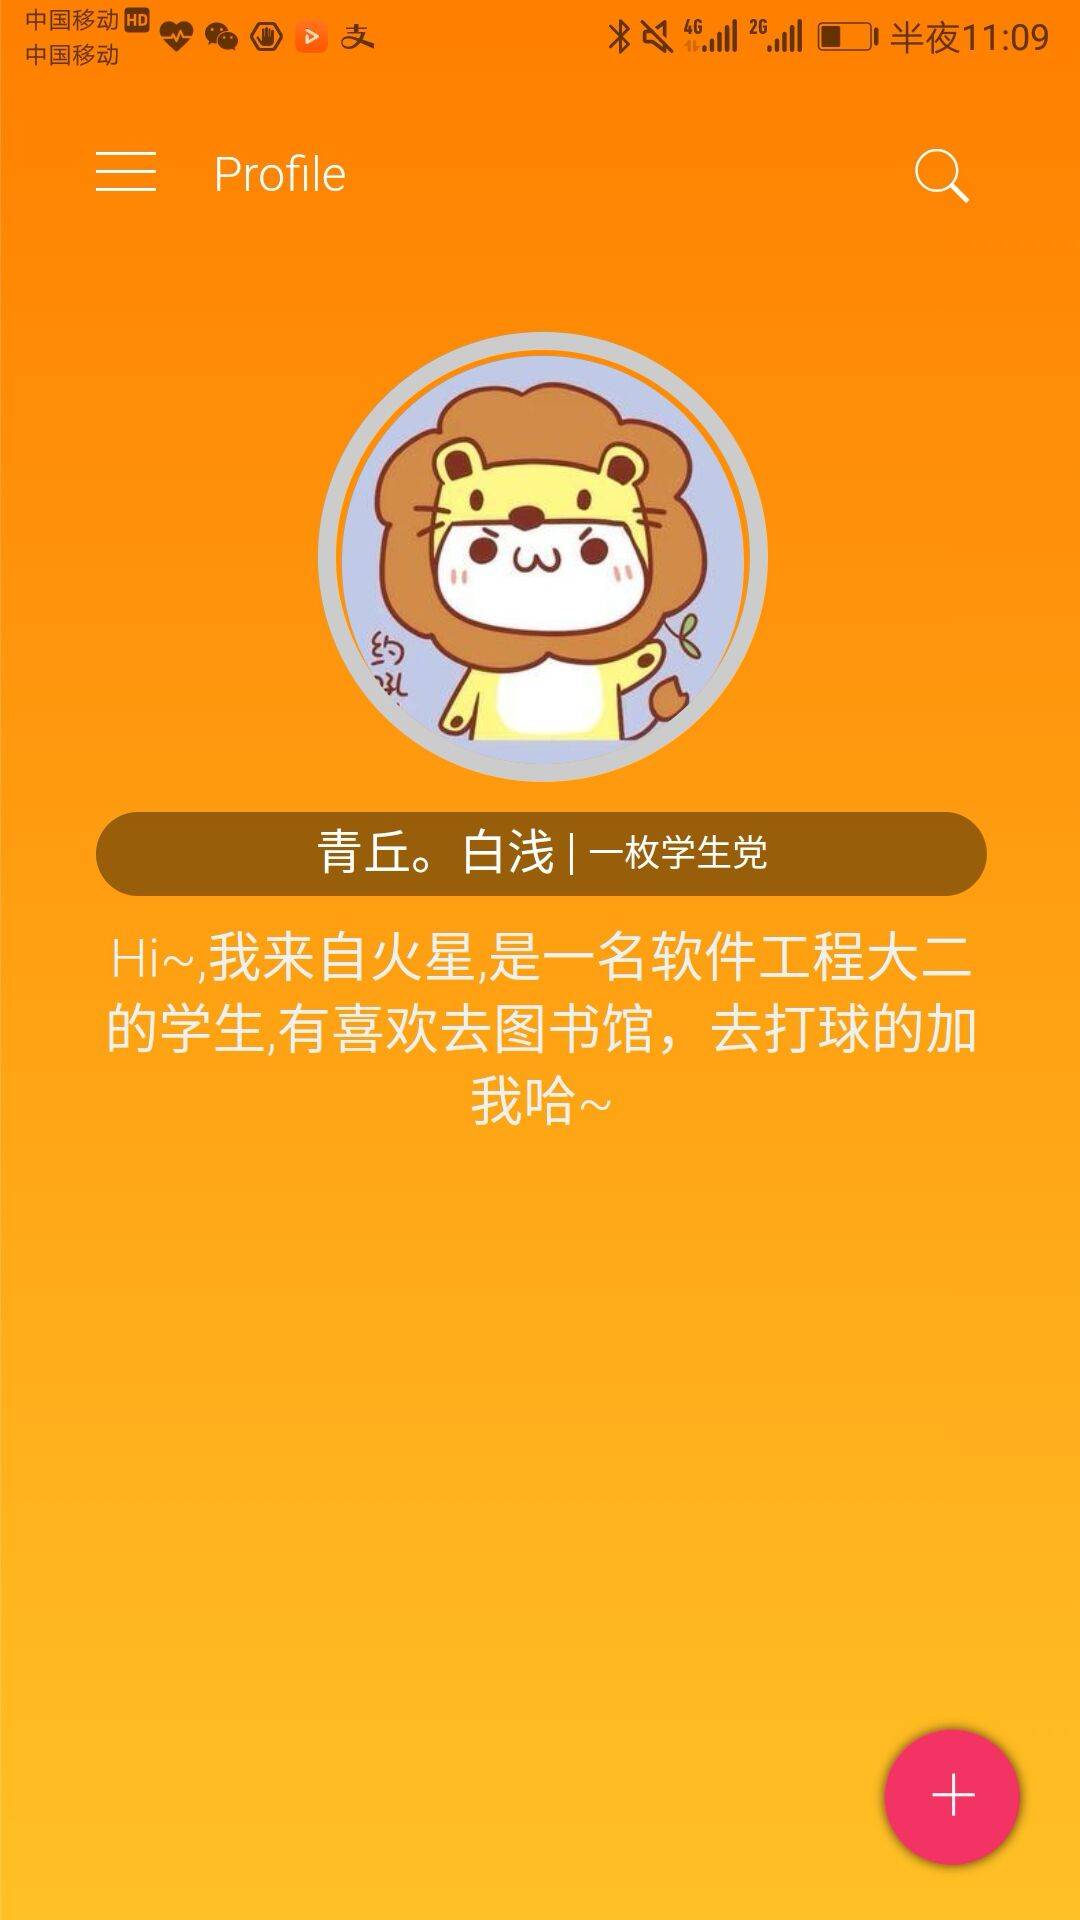 中国移动 HD
中国移动
4G 2G 半夜11:09
Profile
约
青丘。白浅 | 一枚学生党
Hi~,我来自火星,是一名软件工程大二
的学生,有喜欢去图书馆，去打球的加
我哈~